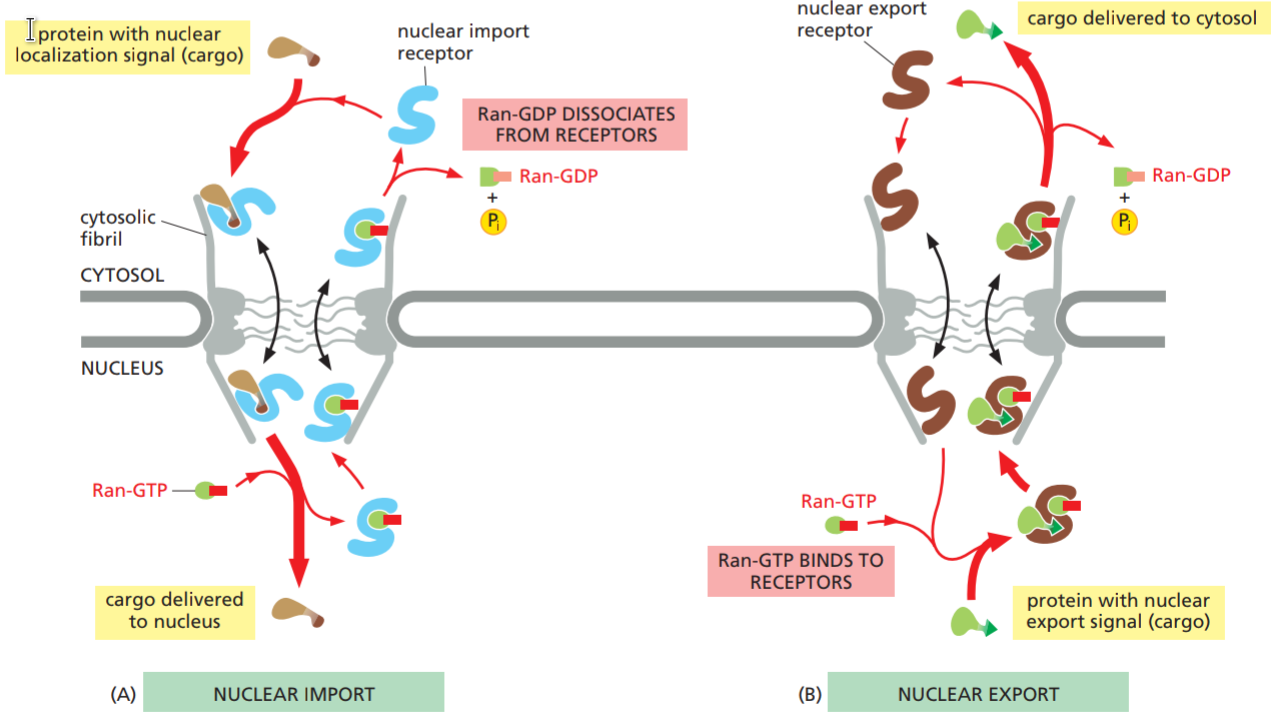 protein with nuclear
localization signal (cargo)
nuclear import
receptor
Ran-GDP DISSOCIATES
FROM RECEPTORS
Ran-GDP
+
Pi
cytosolic
fibril
CYTOSOL
NUCLEUS
Ran-GTP
cargo delivered
to nucleus
(A)
NUCLEAR IMPORT
nuclear export
receptor
cargo delivered to cytosol
Ran-GDP
+
Pi
Ran-GTP
Ran-GTP BINDS TO
RECEPTORS
protein with nuclear
export signal (cargo)
(B)
NUCLEAR EXPORT